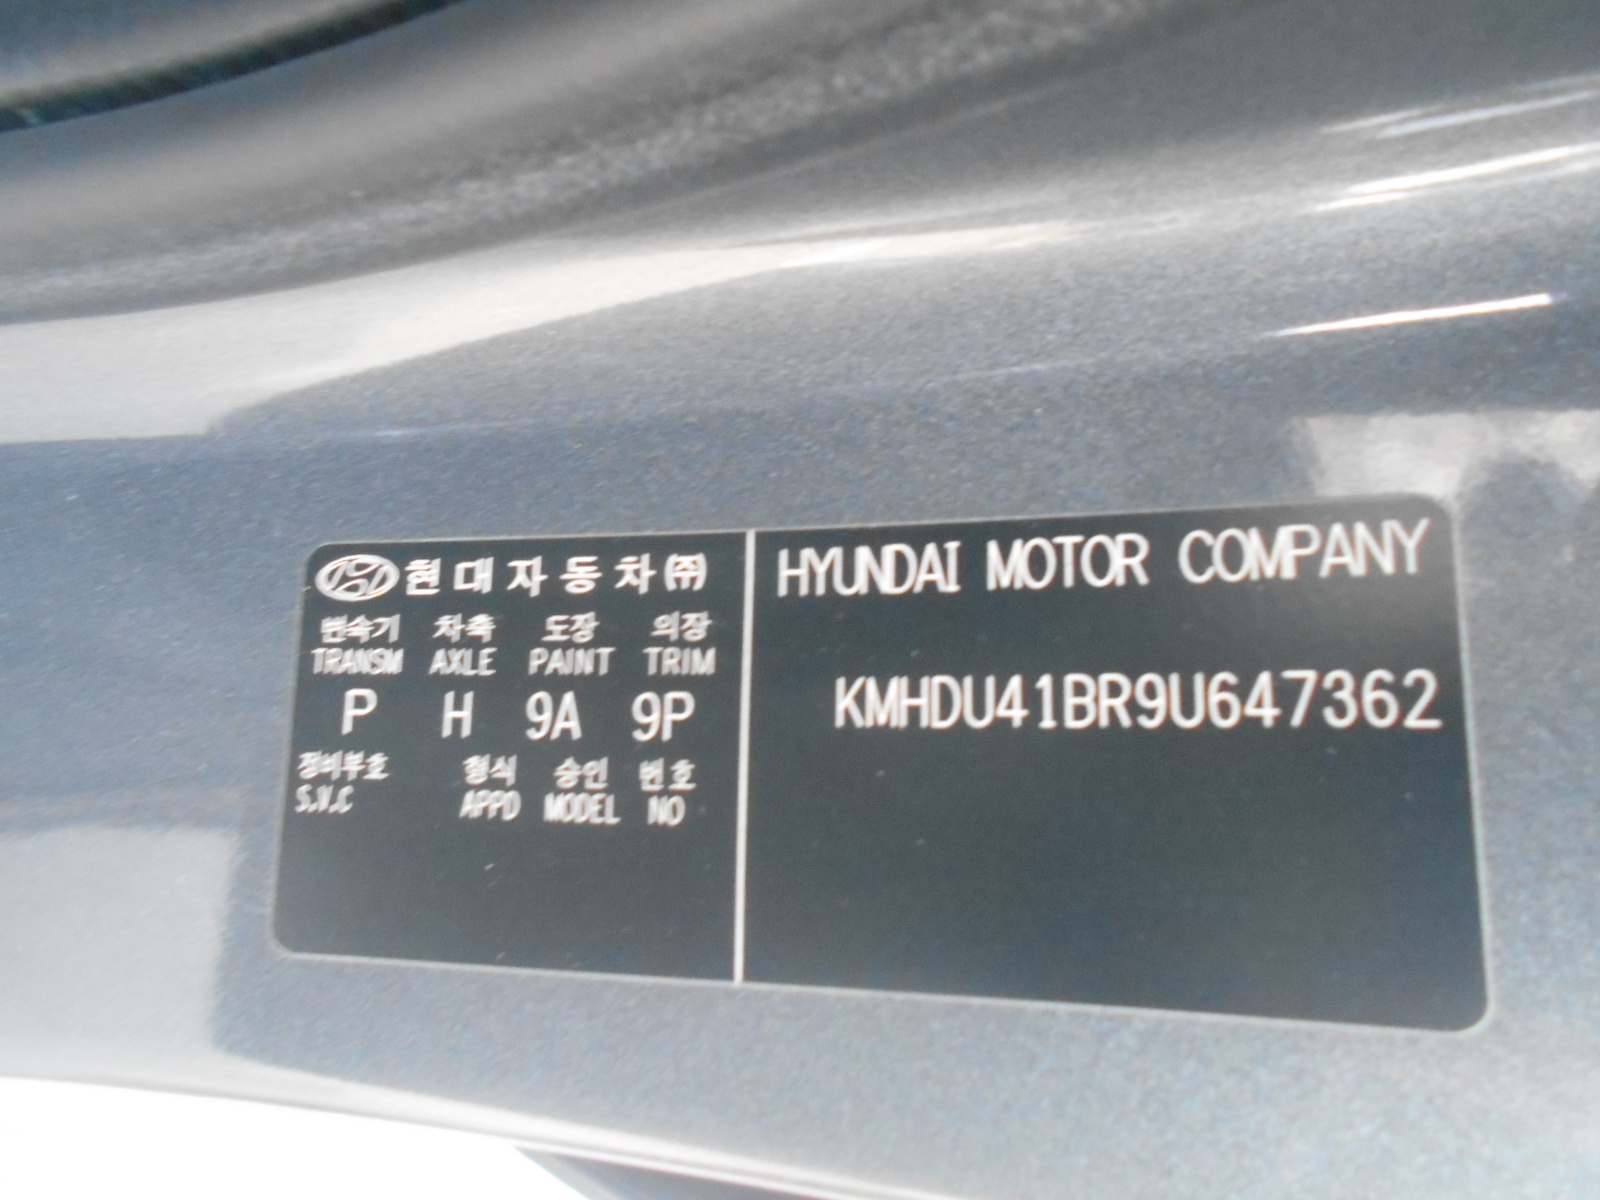 현대자동차㈜
변속기 차축 도장 의장
TRANSM AXLE PAINT TRIM
P H 9A 9P
정비부호 형식 승인 번호
S.V.C APPD MODEL NO
HYUNDAI MOTOR COMPANY
KMHDU41BR9U647362